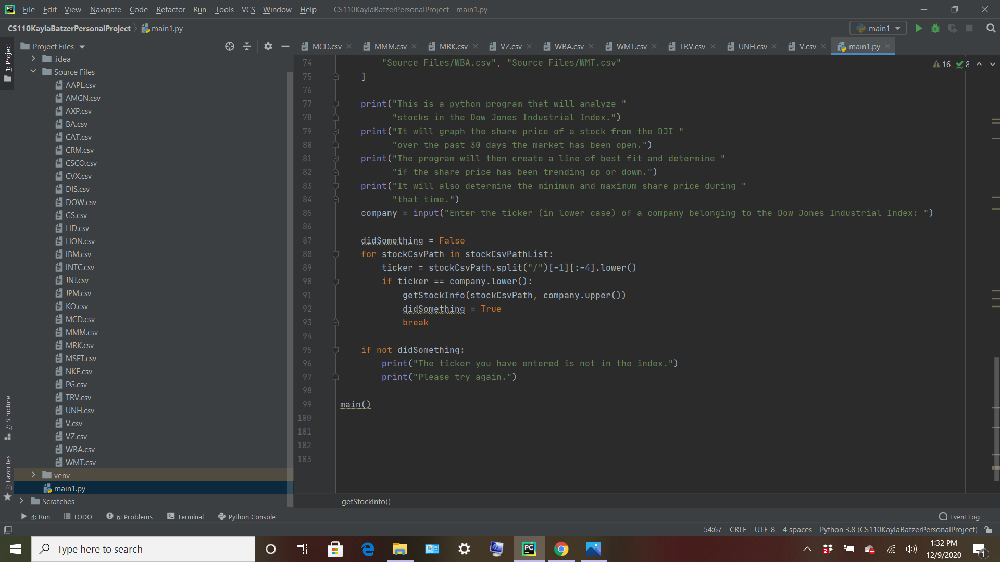 File Edit View Navigate Code Refactor Run Tools VCS Window Help CS110KaylaBatzerPersonalProject - main1.py
CS110KaylaBatzerPersonalProject main1.py main1
Project Files MCD.csv MMM.csv MRK.csv VZ.csv WBA.csv WMT.csv TRV.csv UNH.csv V.csv main1.py
1: Project
.idea
Source Files
AAPL.csv
AMGN.csv
AXP.csv
BA.csv
CAT.csv
CRM.csv
CSCO.csv
CVX.csv
DIS.csv
DOW.csv
GS.csv
HD.csv
HON.csv
IBM.csv
INTC.csv
JNJ.csv
JPM.csv
KO.csv
MCD.csv
MMM.csv
MRK.csv
MSFT.csv
NKE.csv
PG.csv
TRV.csv
UNH.csv
V.csv
VZ.csv
WBA.csv
WMT.csv
venv
main1.py
Scratches
7: Structure
2: Favorites
16 8
74 "Source Files/WBA.csv", "Source Files/WMT.csv"
75 ]
76
77 print("This is a python program that will analyze "
78 "stocks in the Dow Jones Industrial Index.")
79 print("It will graph the share price of a stock from the DJI "
80 "over the past 30 days the market has been open.")
81 print("The program will then create a line of best fit and determine "
82 "if the share price has been trending op or down.")
83 print("It will also determine the minimum and maximum share price during "
84 "that time.")
85 company = input("Enter the ticker (in lower case) of a company belonging to the Dow Jones Industrial Index: ")
86
87 didSomething = False
88 for stockCsvPath in stockCsvPathList:
89 ticker = stockCsvPath.split("/")[-1][:-4].lower()
90 if ticker == company.lower():
91 getStockInfo(stockCsvPath, company.upper())
92 didSomething = True
93 break
94
95 if not didSomething:
96 print("The ticker you have entered is not in the index.")
97 print("Please try again.")
98
99 main()
100
101
102
103
getStockInfo()
4: Run TODO 6: Problems Terminal Python Console Event Log
54:67 CRLF UTF-8 4 spaces Python 3.8 (CS110KaylaBatzerPersonalProject)
Type here to search PC 2 1:32 PM
12/9/2020 1